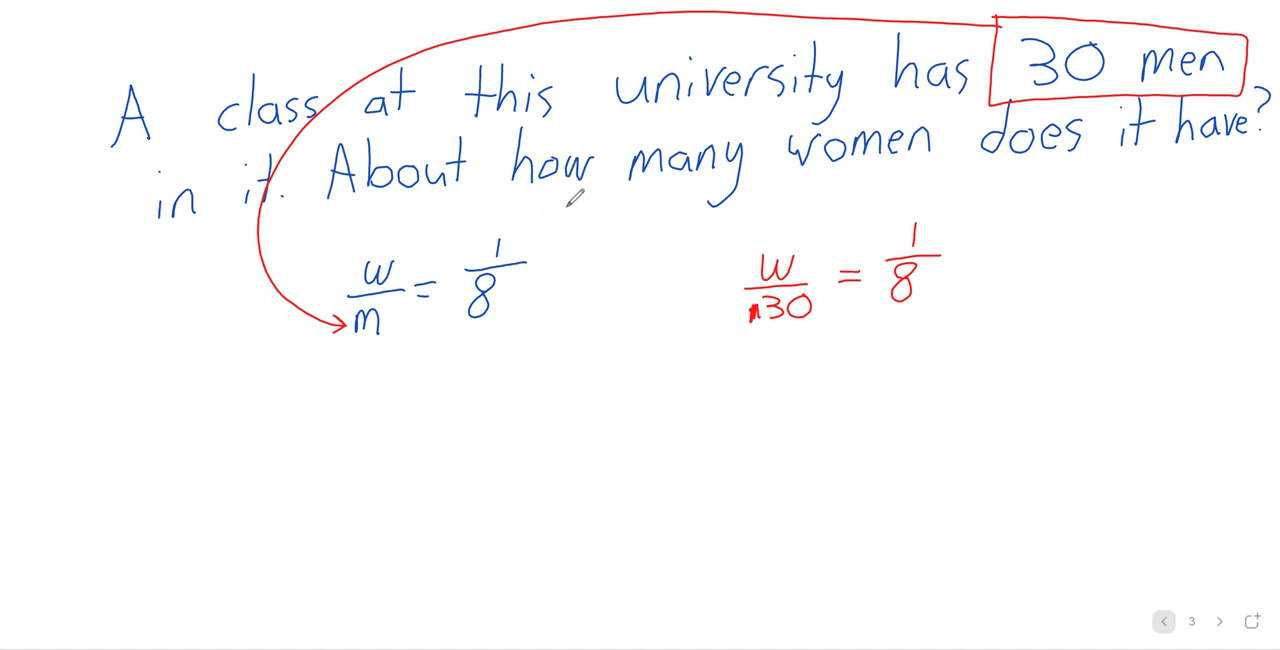 A class at this university has 30 men
in it. About how many women does it have?
w/m = 1/8
w/30 = 1/8
3